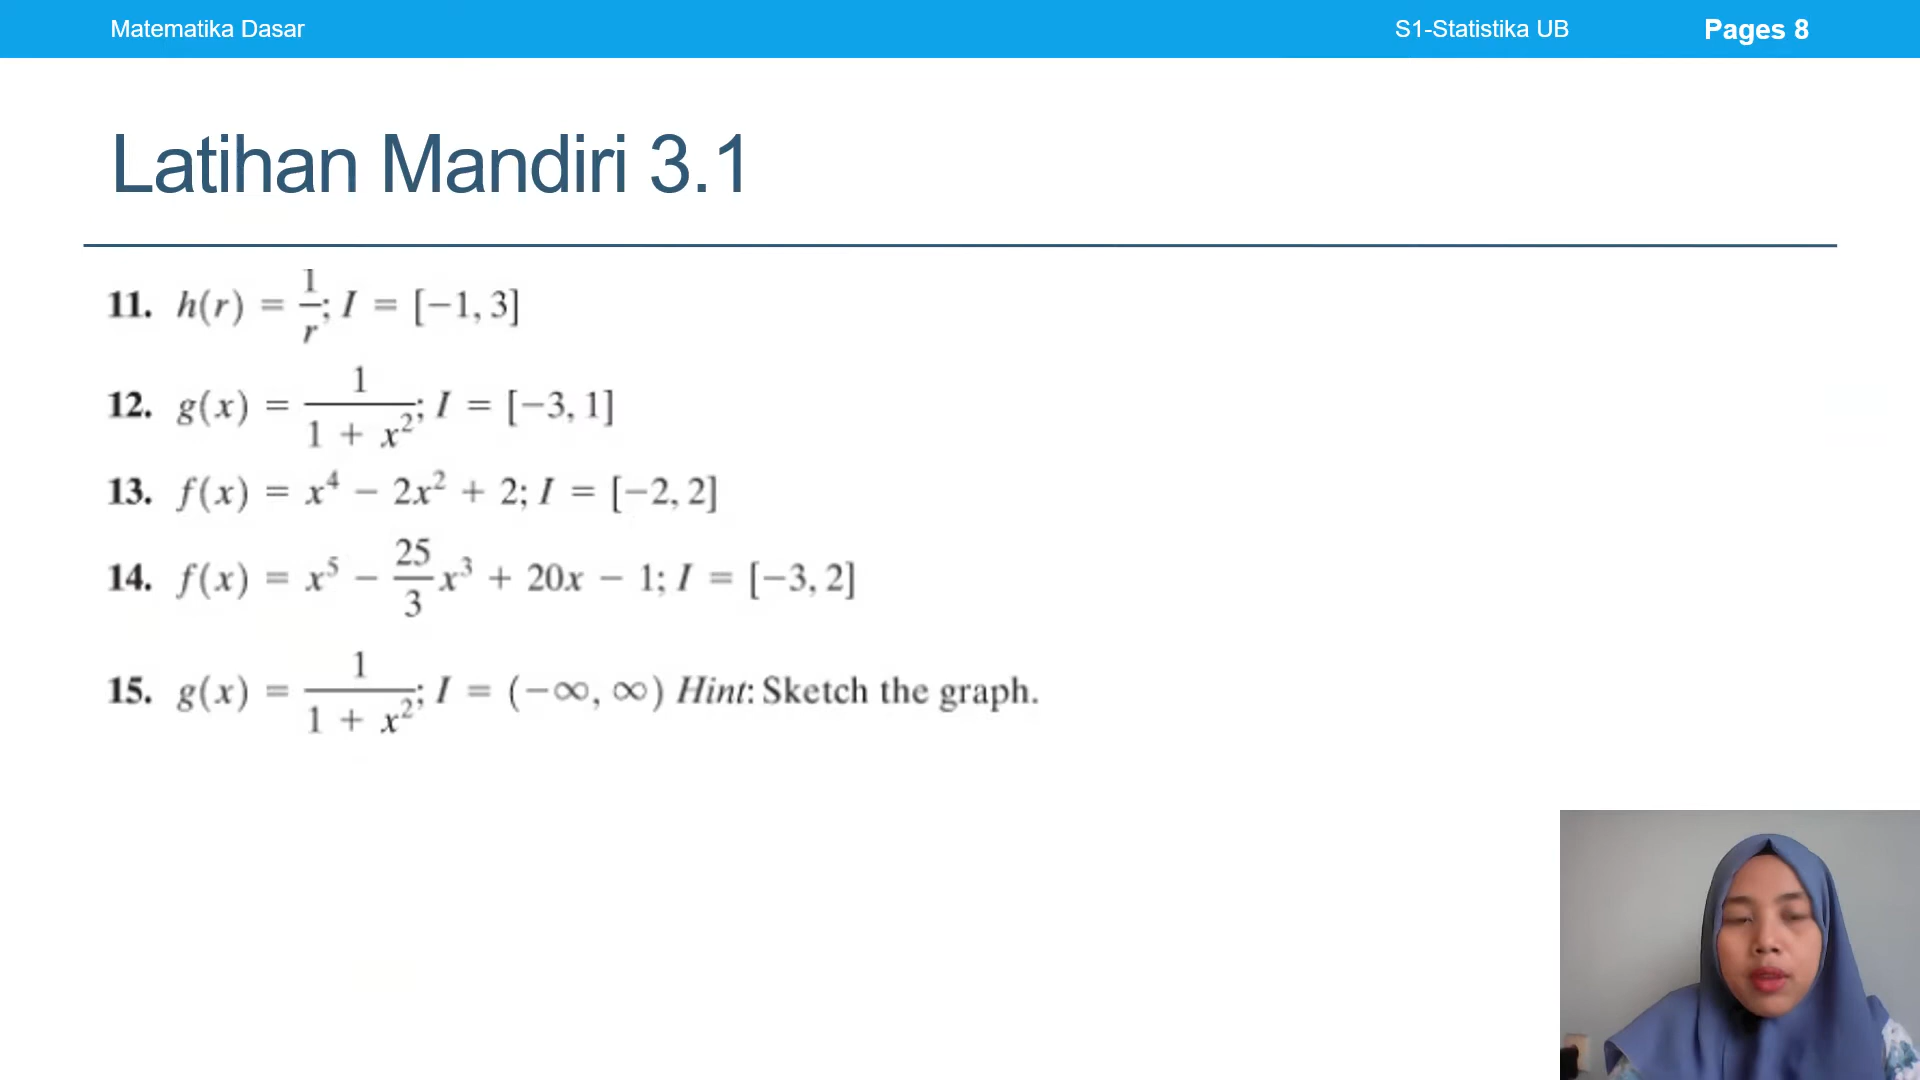 Matematika Dasar S1-Statistika UB Pages 8
Latihan Mandiri 3.1
11. h(r) = 1/r; I = [−1, 3]
12. g(x) = 1/(1 + x²); I = [−3, 1]
13. f(x) = x⁴ − 2x² + 2; I = [−2, 2]
14. f(x) = x⁵ − 25/3 x³ + 20x − 1; I = [−3, 2]
15. g(x) = 1/(1 + x²); I = (−∞, ∞) Hint: Sketch the graph.